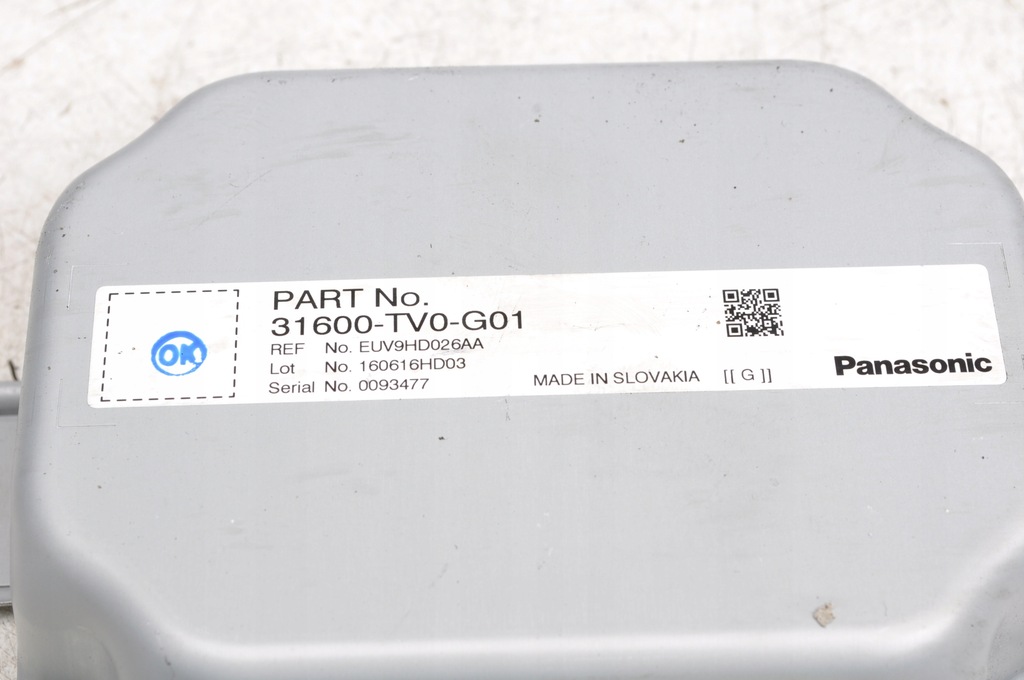 OK
PART No.
31600-TV0-G01
REF No. EUV9HD026AA
Lot No. 160616HD03
Serial No. 0093477
MADE IN SLOVAKIA [[ G ]]
Panasonic